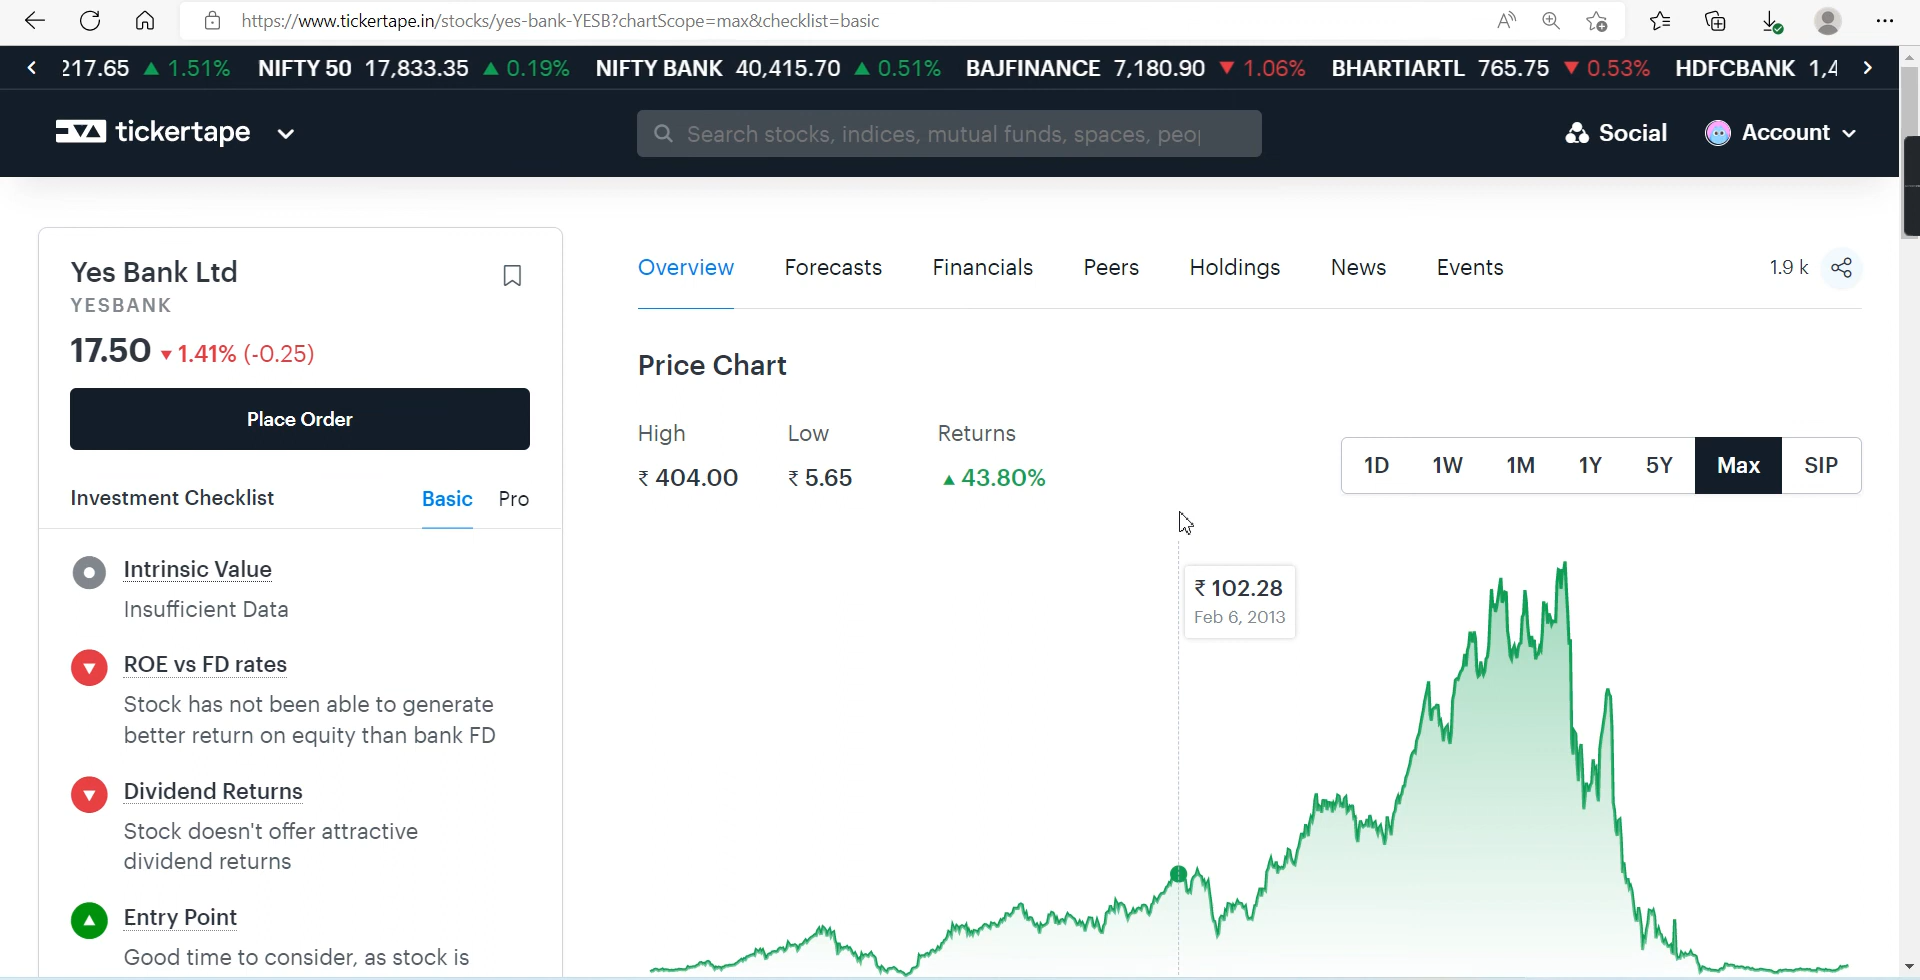 https://www.tickertape.in/stocks/yes-bank-YESB?chartScope=max&checklist=basic
217.65 ▲ 1.51% NIFTY 50 17,833.35 ▲ 0.19% NIFTY BANK 40,415.70 ▲ 0.51% BAJFINANCE 7,180.90 ▼ 1.06% BHARTIARTL 765.75 ▼ 0.53% HDFCBANK 1,4
tickertape
Search stocks, indices, mutual funds, spaces, peop
Social
Account
Yes Bank Ltd
YESBANK
17.50 ▼ 1.41% (-0.25)
Place Order
Investment Checklist
Basic
Pro
Intrinsic Value
Insufficient Data
ROE vs FD rates
Stock has not been able to generate
better return on equity than bank FD
Dividend Returns
Stock doesn't offer attractive
dividend returns
Entry Point
Good time to consider, as stock is
Overview Forecasts Financials Peers Holdings News Events
1.9 k
Price Chart
High Low Returns
₹ 404.00 ₹ 5.65 ▲ 43.80%
1D 1W 1M 1Y 5Y Max SIP
₹ 102.28
Feb 6, 2013